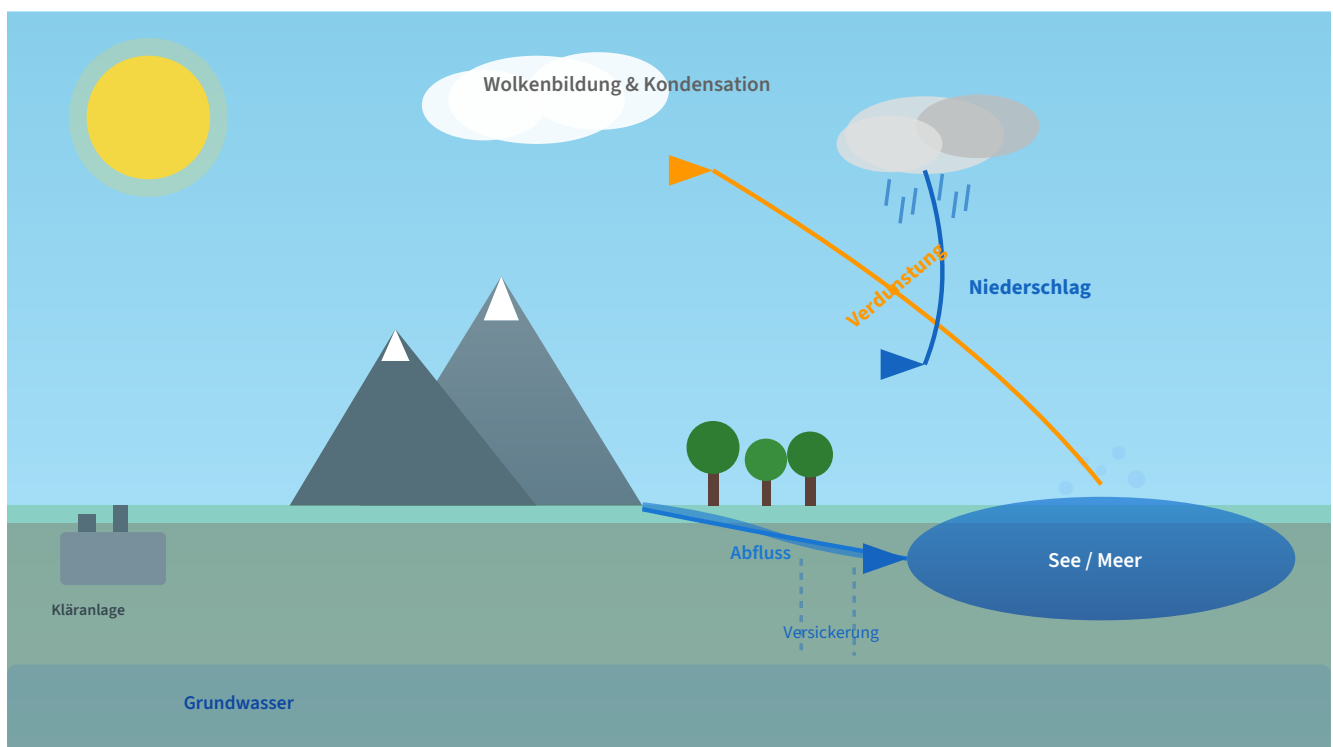 Wolkenbildung & Kondensation
Verdunstung
Niederschlag
Abfluss
See / Meer
Kläranlage
Versickerung
Grundwasser